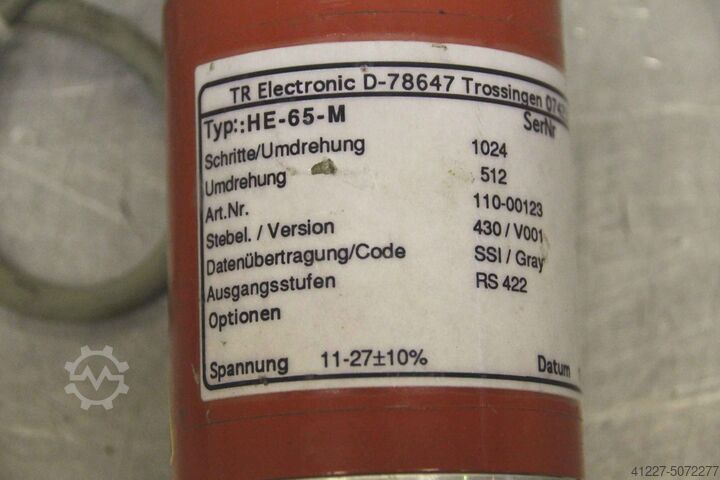 TR Electronic D-78647 Trossingen 074
Typ::HE-65-M SerNr
Schritte/Umdrehung 1024
Umdrehung 512
Art.Nr. 110-00123
Stebel. / Version 430 / V001
Datenübertragung/Code SSI / Gray
Ausgangsstufen RS 422
Optionen
Spannung 11-27±10% Datum
41227-5072277